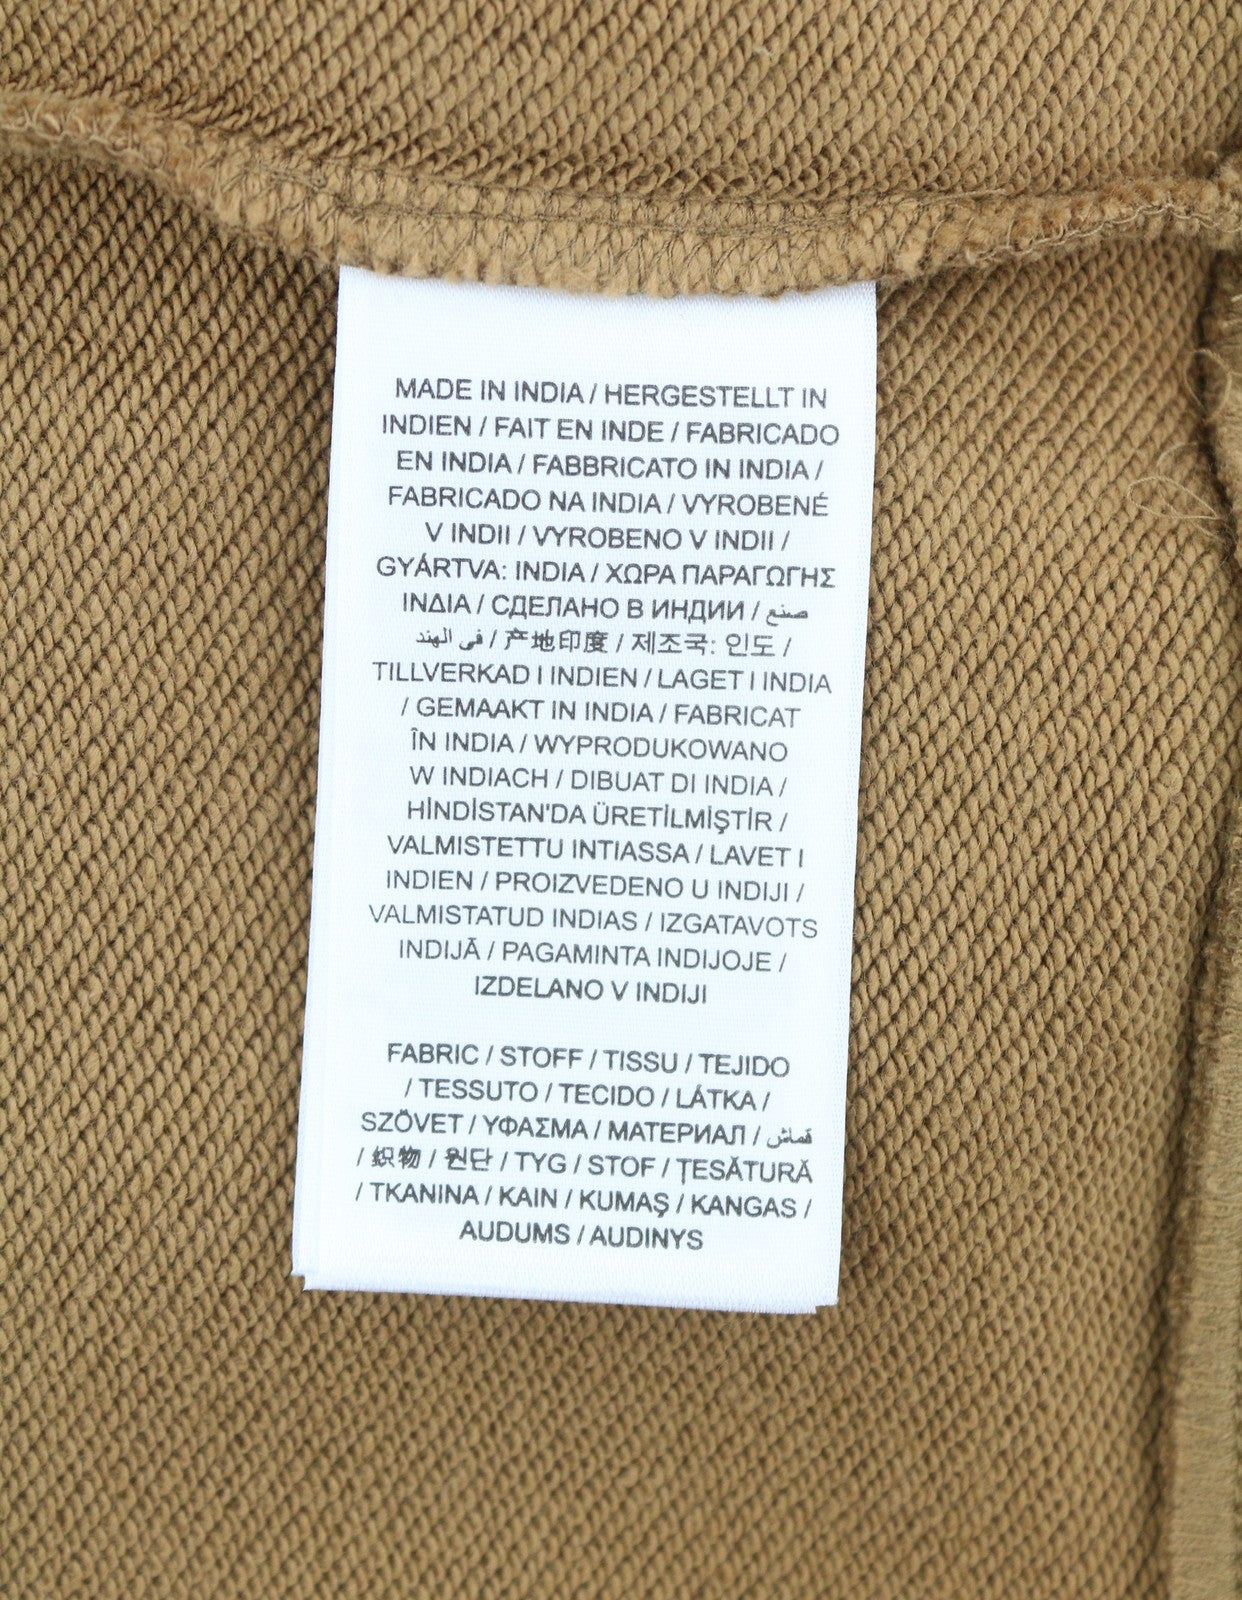 MADE IN INDIA / HERGESTELLT IN
INDIEN / FAIT EN INDE / FABRICADO
EN INDIA / FABBRICATO IN INDIA /
FABRICADO NA INDIA / VYROBENÉ
V INDII / VYROBENO V INDII /
GYÁRTVA: INDIA / ΧΩΡΑ ΠΑΡΑΓΩΓΗΣ
ΙΝΔΙΑ / СДЕЛАНО В ИНДИИ / صنع
في الهند / 产地印度 / 제조국: 인도 /
TILLVERKAD I INDIEN / LAGET I INDIA
/ GEMAAKT IN INDIA / FABRICAT
ÎN INDIA / WYPRODUKOWANO
W INDIACH / DIBUAT DI INDIA /
HİNDİSTAN'DA ÜRETİLMİŞTİR /
VALMISTETTU INTIASSA / LAVET I
INDIEN / PROIZVEDENO U INDIJI /
VALMISTATUD INDIAS / IZGATAVOTS
INDIJĀ / PAGAMINTA INDIJOJE /
IZDELANO V INDIJI
FABRIC / STOFF / TISSU / TEJIDO
/ TESSUTO / TECIDO / LÁTKA /
SZÖVET / ΥΦΑΣΜΑ / МАТЕРИАЛ / قماش
/ 织物 / 원단 / TYG / STOF / ȚESĂTURĂ
/ TKANINA / KAIN / KUMAŞ / KANGAS /
AUDUMS / AUDINYS